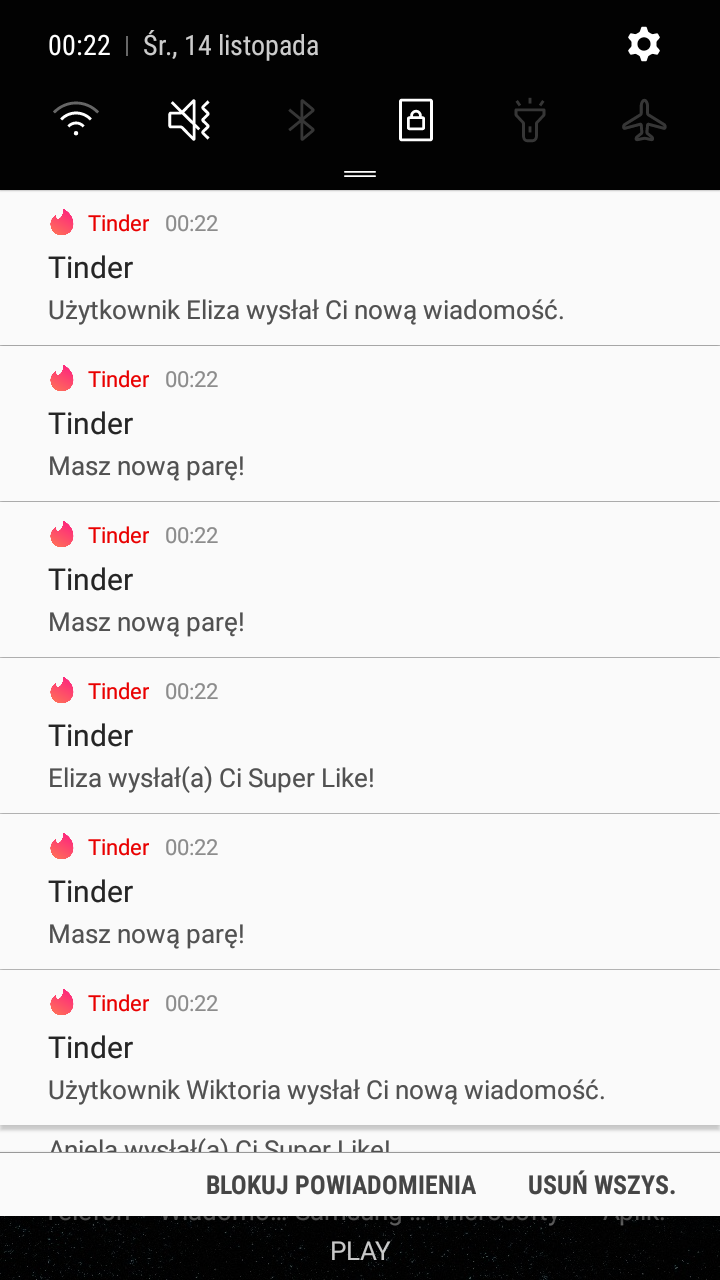 00:22 | Śr., 14 listopada
Tinder 00:22
Tinder
Użytkownik Eliza wysłał Ci nową wiadomość.
Tinder 00:22
Tinder
Masz nową parę!
Tinder 00:22
Tinder
Masz nową parę!
Tinder 00:22
Tinder
Eliza wysłał(a) Ci Super Like!
Tinder 00:22
Tinder
Masz nową parę!
Tinder 00:22
Tinder
Użytkownik Wiktoria wysłał Ci nową wiadomość.
Aniela wysłał(a) Ci Super Like!
BLOKUJ POWIADOMIENIA USUŃ WSZYS.
Telefon Wiadomo... Samsung ... Microsofty Aplik.
PLAY